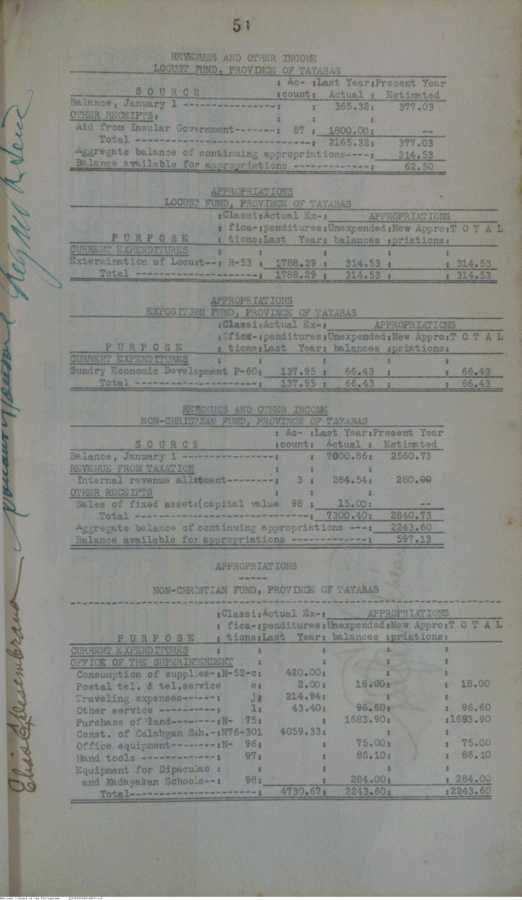 51
REVENUES AND OTHER INCOME
LOCUST FUND, PROVINCE OF TAYABAS
: Ac- :Last Year:Present Year
S O U R C E : count: Actual : Estimated
Balance, January 1 ---------------: : 365.38: 377.03
OTHER RECEIPTS: : :
Aid from Insular Government-------: 87 : 1800.00: --
Total ------------------------: 2165.38: 377.03
Aggregate balance of continuing appropriations----: 314.53
Balance available for appropriations -------------: 62.50
APPROPRIATIONS
LOCUST FUND, PROVINCE OF TAYABAS
:Classi:Actual Ex-: APPROPRIATIONS
:fica-:penditures:Unexpended:New Appro:T O T A L
P U R P O S E : tions:Last Year: balances :priations:
CURRENT EXPENDITURES : : : : :
Extermination of Locust--: R-53 : 1788.29 : 314.53 : : 314.53
Total -----------------: 1788.29 : 314.53 : : 314.53
APPROPRIATIONS
EXPOSITION FUND, PROVINCE OF TAYABAS
:Classi:Actual Ex-: APPROPRIATIONS
:fica-:penditures:Unexpended:New Appro:T O T A L
P U R P O S E : tions:Last Year: balances :priations:
CURRENT EXPENDITURES : : : : :
Sundry Economic Development P-60: 137.95 : 66.43 : : 66.43
Total ---------------------: 137.95 : 66.43 : : 66.43
REVENUES AND OTHER INCOME
NON-CHRISTIAN FUND, PROVINCE OF TAYABAS
: Ac- :Last Year:Present Year
S O U R C E :count: Actual : Estimated
Balance, January 1 ---------------: : 7000.86: 2560.73
REVENUE FROM TAXATION : : :
Internal revenue allotment--------: 3 : 284.54: 280.00
OTHER RECEIPTS : : :
Sales of fixed assets(capital value 98 : 15.00: --
Total -----------------------: 7300.40: 2840.73
Aggregate balance of continuing appropriations ---: 2243.60
Balance available for appropriations ------------: 597.13
APPROPRIATIONS
------
NON-CHRISTIAN FUND, PROVINCE OF TAYABAS
:Classi:Actual Ex-: APPROPRIATIONS
: fica-:penditures:Unexpended:New Appro:T O T A L
P U R P O S E : tions:Last Year: balances :priations:
CURRENT EXPENDITURES : : : : :
OFFICE OF THE SUPERINTENDENT : : : : :
Consumption of supplies-:N-52-c: 420.00: : :
Postal tel. & tel.service e: 2.00: 18.00: : 18.00
Traveling expenses------: j: 214.94: : :
Other service ---------: l: 43.40: 96.60: : 96.60
Purchase of land--------:N- 75: : 1683.90: :1683.90
Const. of Calabgan Sch.-:N76-301 4059.33: : :
Office equipment-------:N- 96: : 75.00: : 75.00
Hand tools ------------: 97: : 86.10: : 86.10
Equipment for Dipaculao : : : : :
and Kadayakan Schools--: 98: : 284.00: : 284.00
Total----------------------: 4739.67: 2243.60: :2243.60